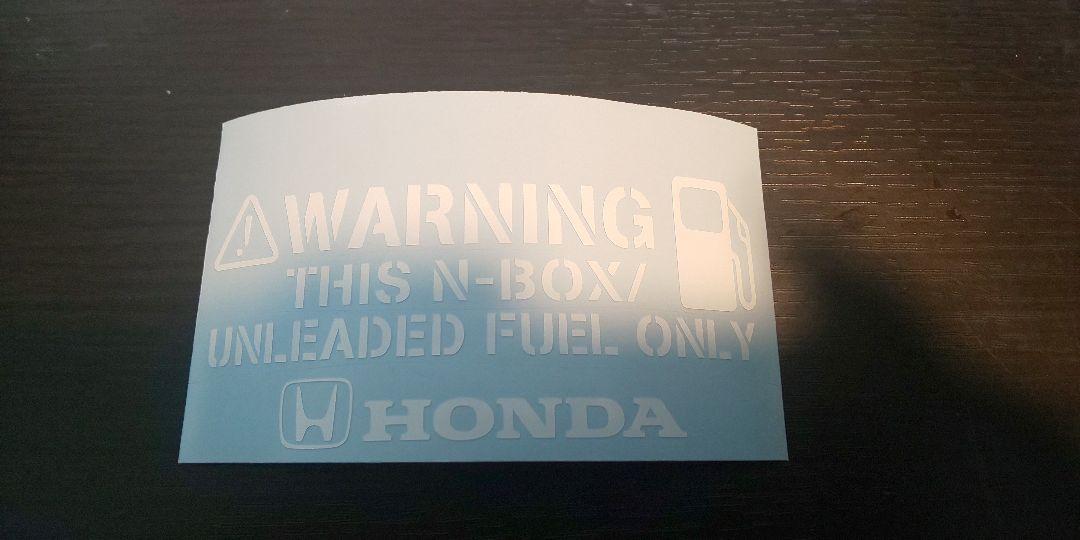 WARNING
THIS N-BOX/
UNLEADED FUEL ONLY
HONDA